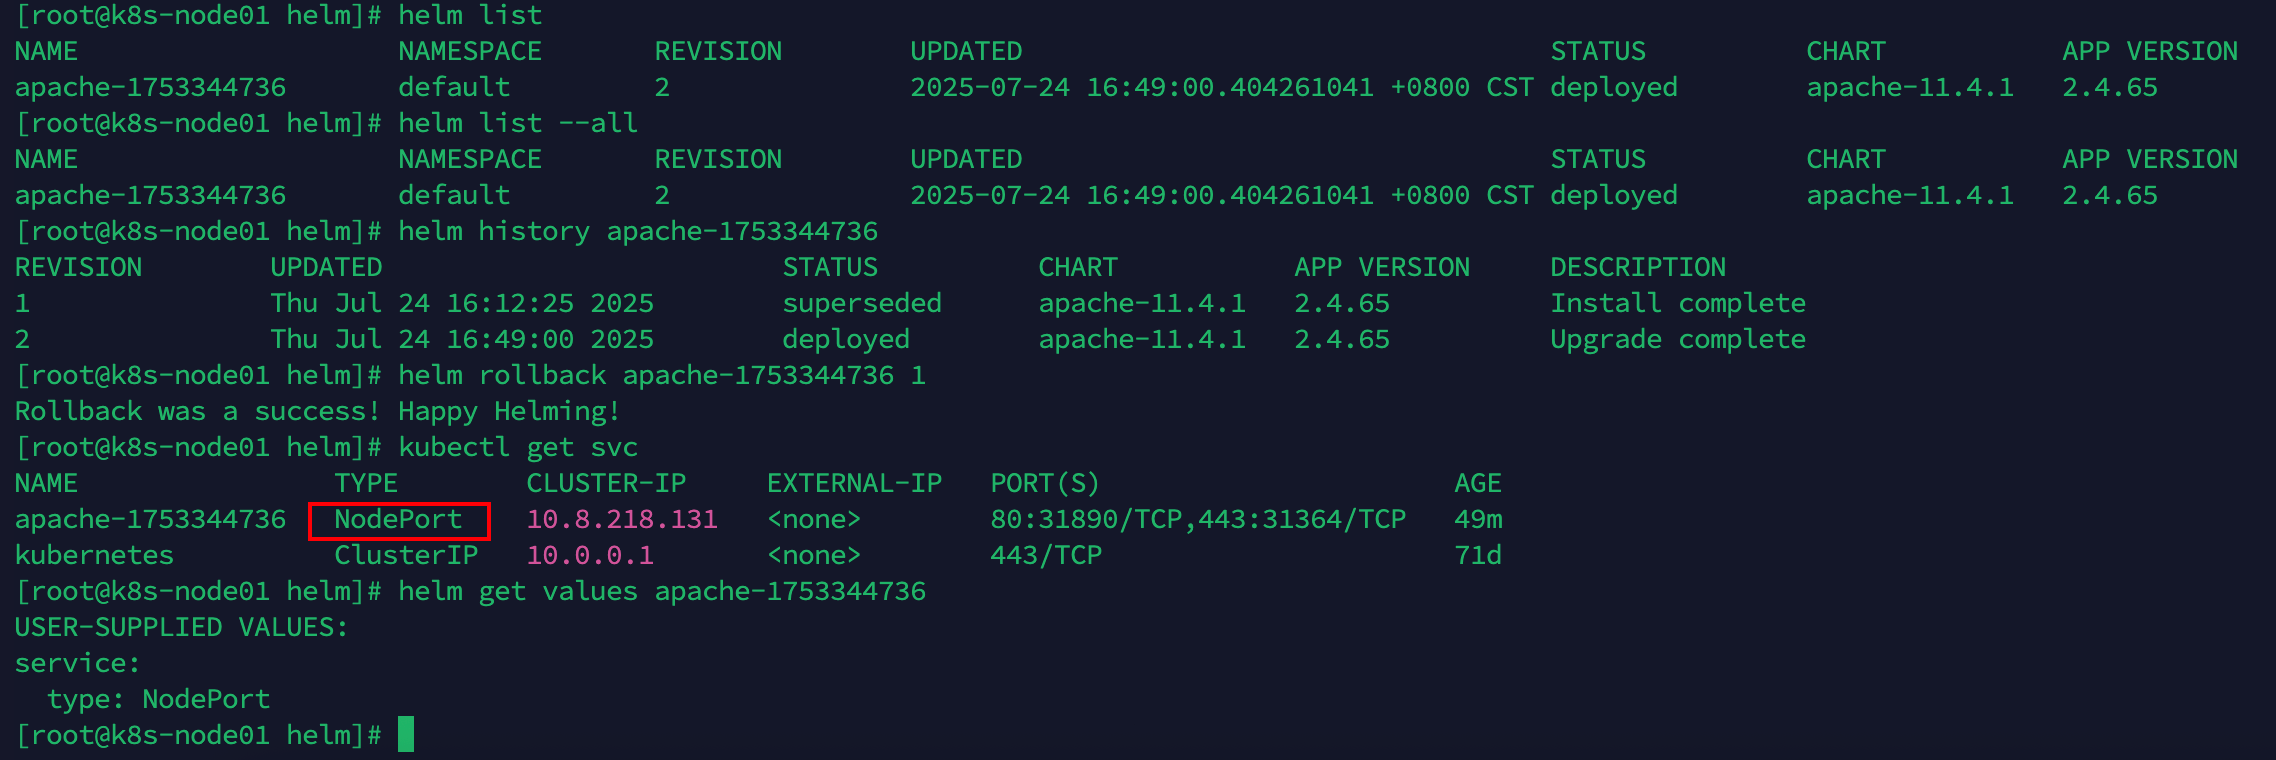 [root@k8s-node01 helm]# helm list
NAME NAMESPACE REVISION UPDATED STATUS CHART APP VERSION
apache-1753344736 default 2 2025-07-24 16:49:00.404261041 +0800 CST deployed apache-11.4.1 2.4.65
[root@k8s-node01 helm]# helm list --all
NAME NAMESPACE REVISION UPDATED STATUS CHART APP VERSION
apache-1753344736 default 2 2025-07-24 16:49:00.404261041 +0800 CST deployed apache-11.4.1 2.4.65
[root@k8s-node01 helm]# helm history apache-1753344736
REVISION UPDATED STATUS CHART APP VERSION DESCRIPTION
1 Thu Jul 24 16:12:25 2025 superseded apache-11.4.1 2.4.65 Install complete
2 Thu Jul 24 16:49:00 2025 deployed apache-11.4.1 2.4.65 Upgrade complete
[root@k8s-node01 helm]# helm rollback apache-1753344736 1
Rollback was a success! Happy Helming!
[root@k8s-node01 helm]# kubectl get svc
NAME TYPE CLUSTER-IP EXTERNAL-IP PORT(S) AGE
apache-1753344736 NodePort 10.8.218.131 <none> 80:31890/TCP,443:31364/TCP 49m
kubernetes ClusterIP 10.0.0.1 <none> 443/TCP 71d
[root@k8s-node01 helm]# helm get values apache-1753344736
USER-SUPPLIED VALUES:
service:
  type: NodePort
[root@k8s-node01 helm]#